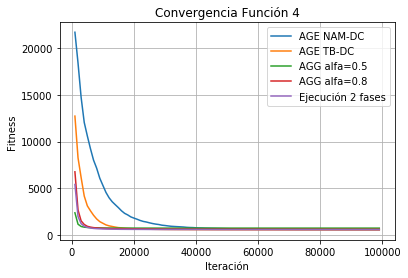 Convergencia Función 4
AGE NAM-DC
AGE TB-DC
AGG alfa=0.5
AGG alfa=0.8
Ejecución 2 fases
Fitness
20000
15000
10000
5000
0
0 20000 40000 60000 80000 100000
Iteración